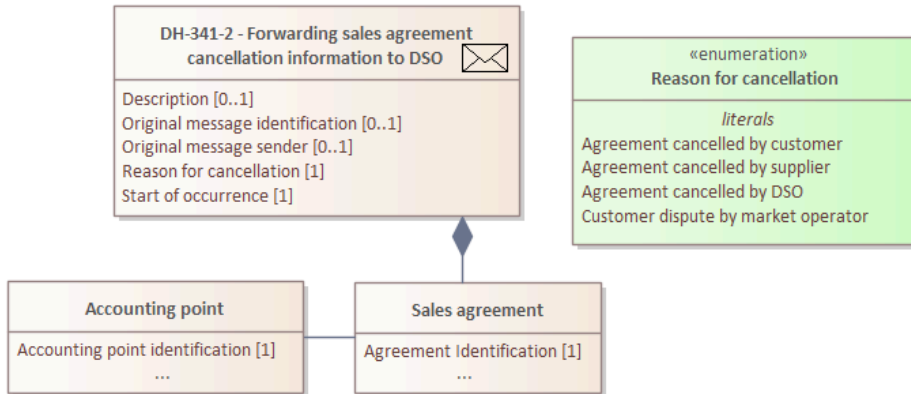 DH-341-2 - Forwarding sales agreement
cancellation information to DSO
Description [0..1]
Original message identification [0..1]
Original message sender [0..1]
Reason for cancellation [1]
Start of occurrence [1]
«enumeration»
Reason for cancellation
literals
Agreement cancelled by customer
Agreement cancelled by supplier
Agreement cancelled by DSO
Customer dispute by market operator
Accounting point
Accounting point identification [1]
...
Sales agreement
Agreement Identification [1]
...